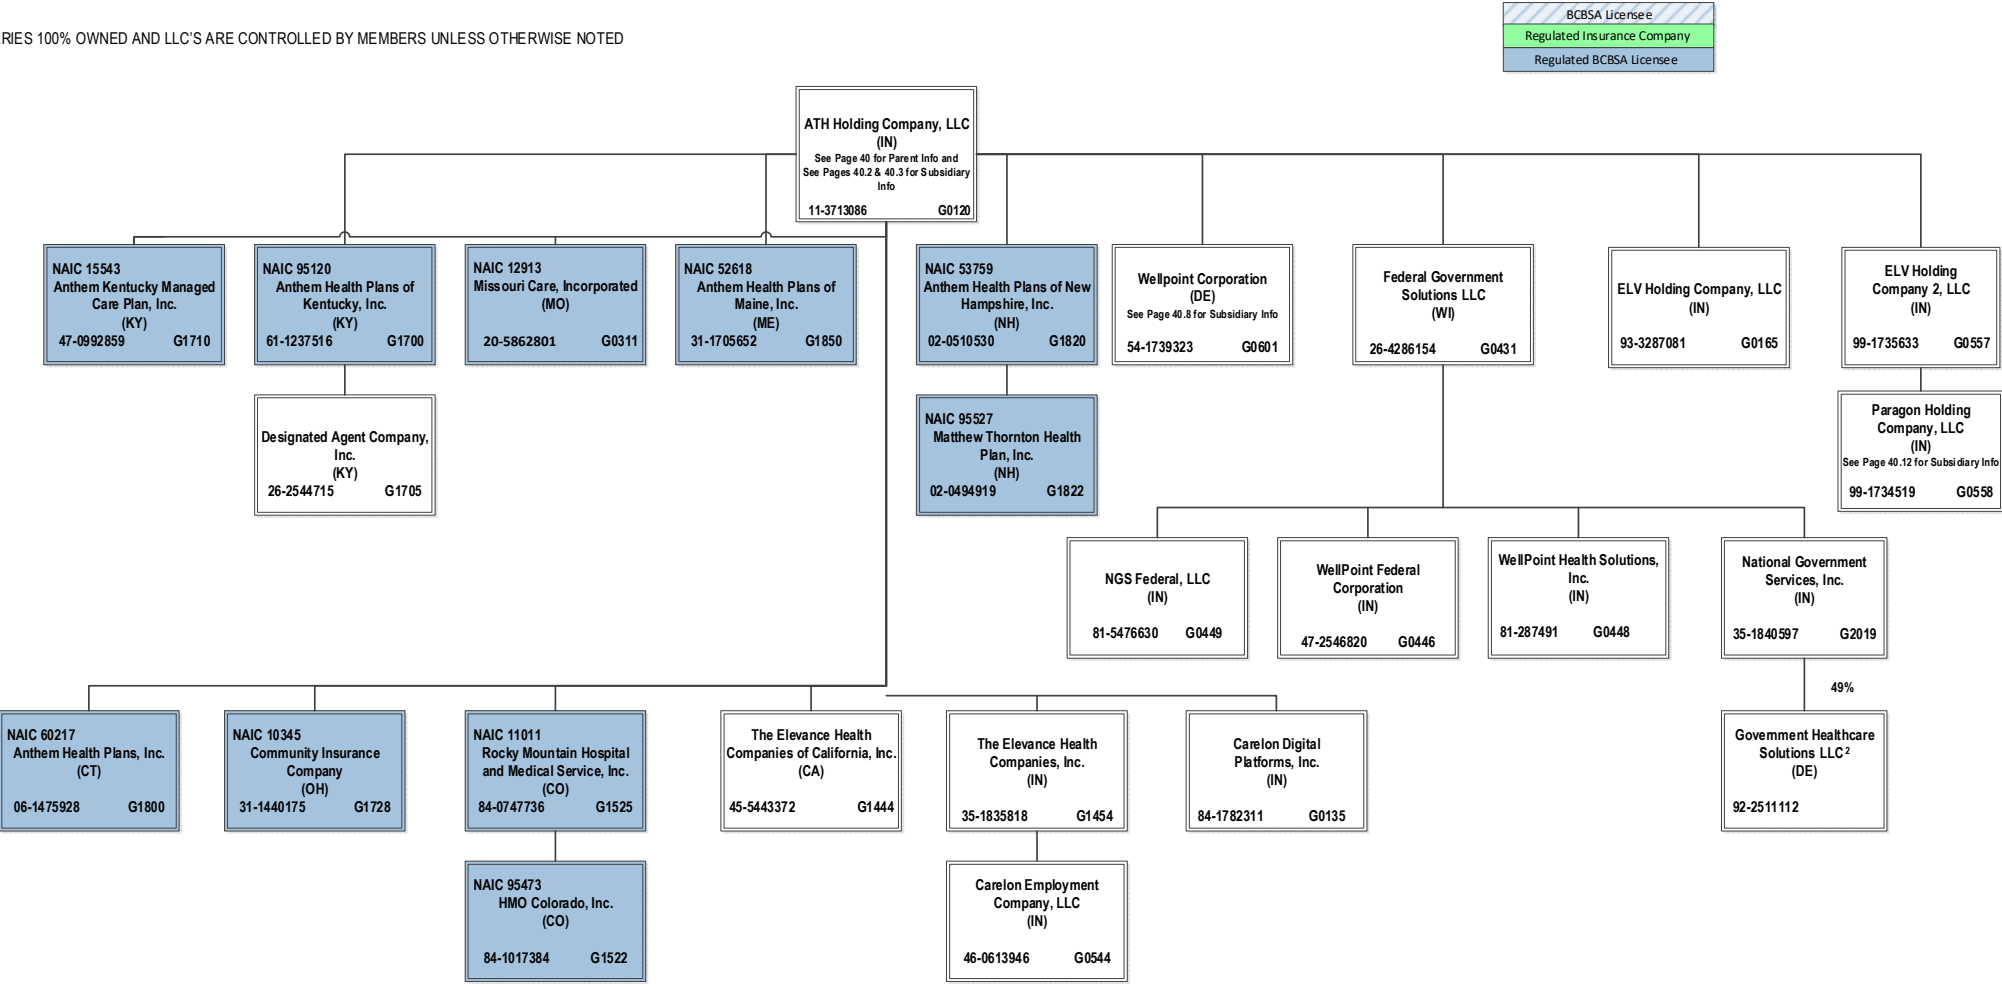 BCBSA Licensee
Regulated Insurance Company
Regulated BCBSA Licensee
RIES 100% OWNED AND LLC'S ARE CONTROLLED BY MEMBERS UNLESS OTHERWISE NOTED
ATH Holding Company, LLC
(IN)
See Page 40 for Parent Info and
See Pages 40.2 & 40.3 for Subsidiary
Info
11-3713086 G0120
NAIC 15543
Anthem Kentucky Managed
Care Plan, Inc.
(KY)
47-0992859 G1710
NAIC 95120
Anthem Health Plans of
Kentucky, Inc.
(KY)
61-1237516 G1700
NAIC 12913
Missouri Care, Incorporated
(MO)
20-5862801 G0311
NAIC 52618
Anthem Health Plans of
Maine, Inc.
(ME)
31-1705652 G1850
NAIC 53759
Anthem Health Plans of New
Hampshire, Inc.
(NH)
02-0510530 G1820
Wellpoint Corporation
(DE)
See Page 40.8 for Subsidiary Info
54-1739323 G0601
Federal Government
Solutions LLC
(WI)
26-4286154 G0431
ELV Holding Company, LLC
(IN)
93-3287081 G0165
ELV Holding
Company 2, LLC
(IN)
99-1735633 G0557
Designated Agent Company,
Inc.
(KY)
26-2544715 G1705
NAIC 95527
Matthew Thornton Health
Plan, Inc.
(NH)
02-0494919 G1822
Paragon Holding
Company, LLC
(IN)
See Page 40.12 for Subsidiary Info
99-1734519 G0558
NGS Federal, LLC
(IN)
81-5476630 G0449
WellPoint Federal
Corporation
(IN)
47-2546820 G0446
WellPoint Health Solutions,
Inc.
(IN)
81-287491 G0448
National Government
Services, Inc.
(IN)
35-1840597 G2019
49%
NAIC 60217
Anthem Health Plans, Inc.
(CT)
06-1475928 G1800
NAIC 10345
Community Insurance
Company
(OH)
31-1440175 G1728
NAIC 11011
Rocky Mountain Hospital
and Medical Service, Inc.
(CO)
84-0747736 G1525
The Elevance Health
Companies of California, Inc.
(CA)
45-5443372 G1444
The Elevance Health
Companies, Inc.
(IN)
35-1835818 G1454
Carelon Digital
Platforms, Inc.
(IN)
84-1782311 G0135
Government Healthcare
Solutions LLC²
(DE)
92-2511112
NAIC 95473
HMO Colorado, Inc.
(CO)
84-1017384 G1522
Carelon Employment
Company, LLC
(IN)
46-0613946 G0544